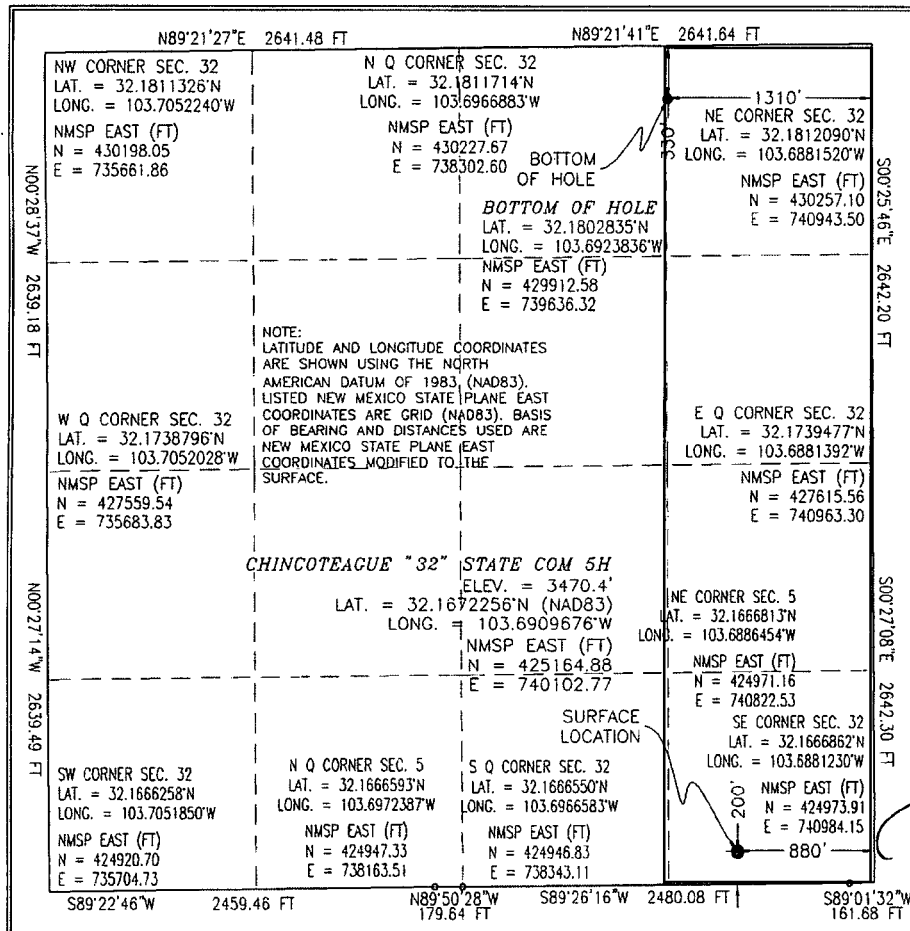 N89°21'27"E 2641.48 FT
N89°21'41"E 2641.64 FT
NW CORNER SEC. 32
LAT. = 32.1811326°N
LONG. = 103.7052240°W
NMSP EAST (FT)
N = 430198.05
E = 735661.86
N Q CORNER SEC. 32
LAT. = 32.1811714°N
LONG. = 103.6966883°W
NMSP EAST (FT)
N = 430227.67
E = 738302.60
BOTTOM
OF HOLE
330'
1310'
NE CORNER SEC. 32
LAT. = 32.1812090°N
LONG. = 103.6881520°W
NMSP EAST (FT)
N = 430257.10
E = 740943.50
BOTTOM OF HOLE
LAT. = 32.1802835°N
LONG. = 103.6923836°W
NMSP EAST (FT)
N = 429912.58
E = 739636.32
N00°28'37"W 2639.18 FT
S00°25'46"E 2642.20 FT
NOTE:
LATITUDE AND LONGITUDE COORDINATES
ARE SHOWN USING THE NORTH
AMERICAN DATUM OF 1983 (NAD83).
LISTED NEW MEXICO STATE PLANE EAST
COORDINATES ARE GRID (NAD83). BASIS
OF BEARING AND DISTANCES USED ARE
NEW MEXICO STATE PLANE EAST
COORDINATES MODIFIED TO THE
SURFACE.
W Q CORNER SEC. 32
LAT. = 32.1738796°N
LONG. = 103.7052028°W
NMSP EAST (FT)
N = 427559.54
E = 735683.83
E Q CORNER SEC. 32
LAT. = 32.1739477°N
LONG. = 103.6881392°W
NMSP EAST (FT)
N = 427615.56
E = 740963.30
CHINCOTEAGUE "32" STATE COM 5H
ELEV. = 3470.4'
LAT. = 32.1672256°N (NAD83)
LONG. = 103.6909676°W
NMSP EAST (FT)
N = 425164.88
E = 740102.77
N00°27'14"W 2639.49 FT
S00°27'08"E 2642.30 FT
NE CORNER SEC. 5
LAT. = 32.1666813°N
LONG. = 103.6886454°W
NMSP EAST (FT)
N = 424971.16
E = 740822.53
SURFACE
LOCATION
SE CORNER SEC. 32
LAT. = 32.1666862°N
LONG. = 103.6881230°W
NMSP EAST (FT)
N = 424973.91
E = 740984.15
200'
880'
SW CORNER SEC. 32
LAT. = 32.1666258°N
LONG. = 103.7051850°W
NMSP EAST (FT)
N = 424920.70
E = 735704.73
N Q CORNER SEC. 5
LAT. = 32.1666593°N
LONG. = 103.6972387°W
NMSP EAST (FT)
N = 424947.33
E = 738163.51
S Q CORNER SEC. 32
LAT. = 32.1666550°N
LONG. = 103.6966583°W
NMSP EAST (FT)
N = 424946.83
E = 738343.11
S89°22'46"W 2459.46 FT
N89°50'28"W
179.64 FT
S89°26'16"W 2480.08 FT
S89°01'32"W
161.68 FT